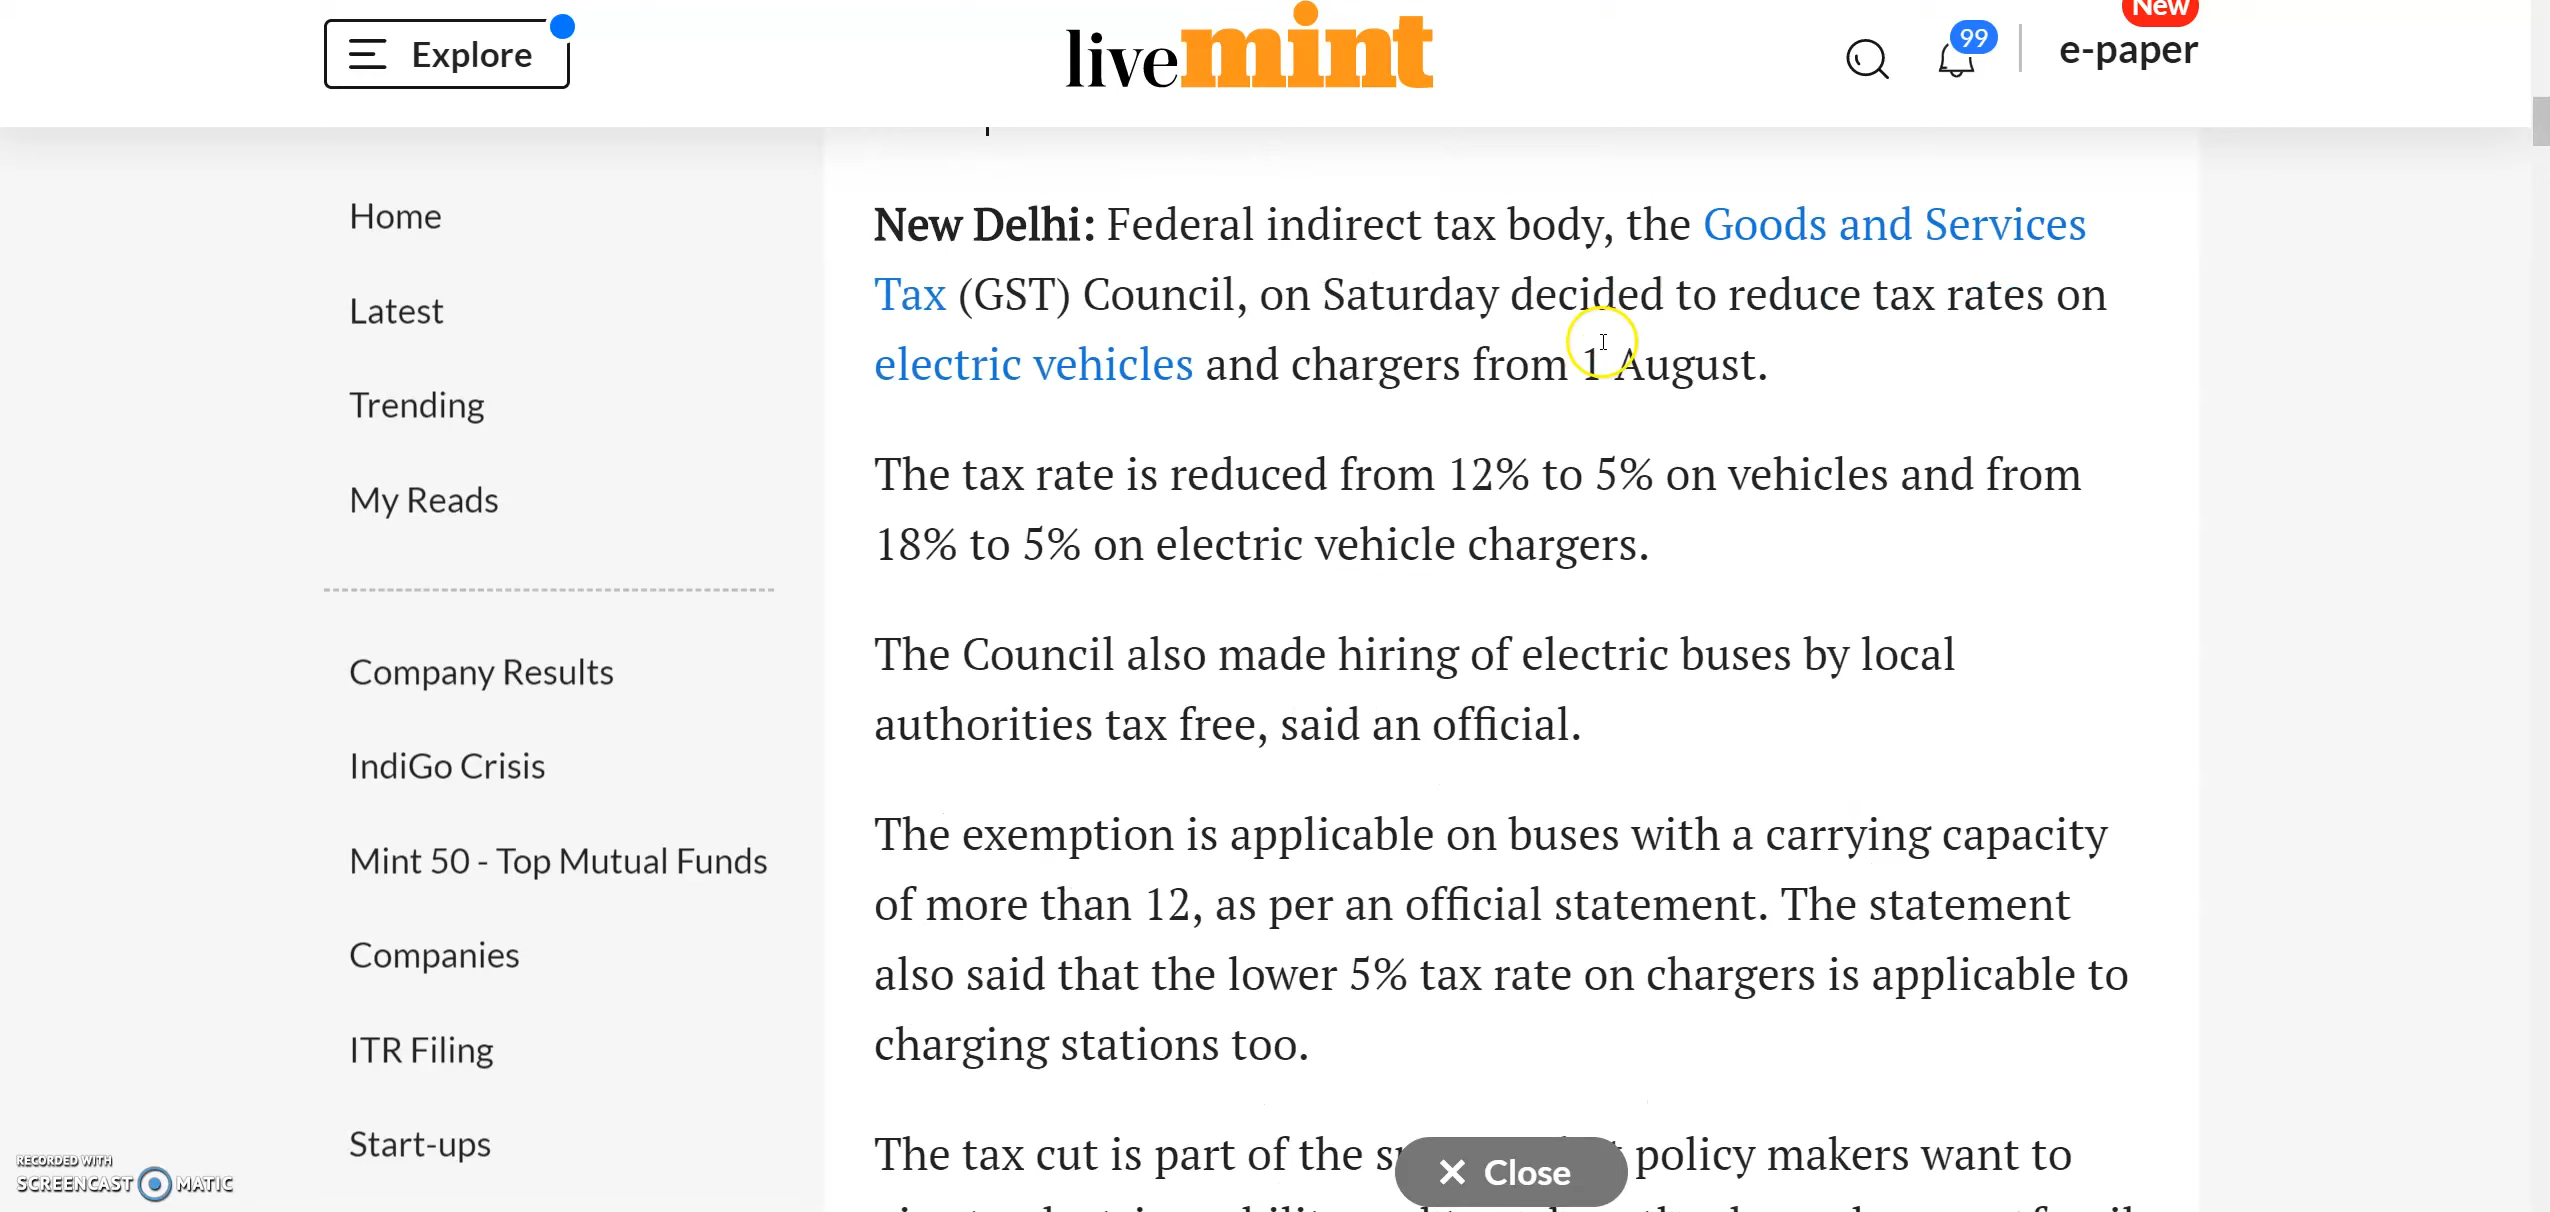 Explore
livemint
99
New
e-paper
Home
Latest
Trending
My Reads
Company Results
IndiGo Crisis
Mint 50 - Top Mutual Funds
Companies
ITR Filing
Start-ups
New Delhi: Federal indirect tax body, the Goods and Services
Tax (GST) Council, on Saturday decided to reduce tax rates on
electric vehicles and chargers from 1 August.
The tax rate is reduced from 12% to 5% on vehicles and from
18% to 5% on electric vehicle chargers.
The Council also made hiring of electric buses by local
authorities tax free, said an official.
The exemption is applicable on buses with a carrying capacity
of more than 12, as per an official statement. The statement
also said that the lower 5% tax rate on chargers is applicable to
charging stations too.
The tax cut is part of the policy makers want to
Close
RECORDED WITH
SCREENCAST MATIC